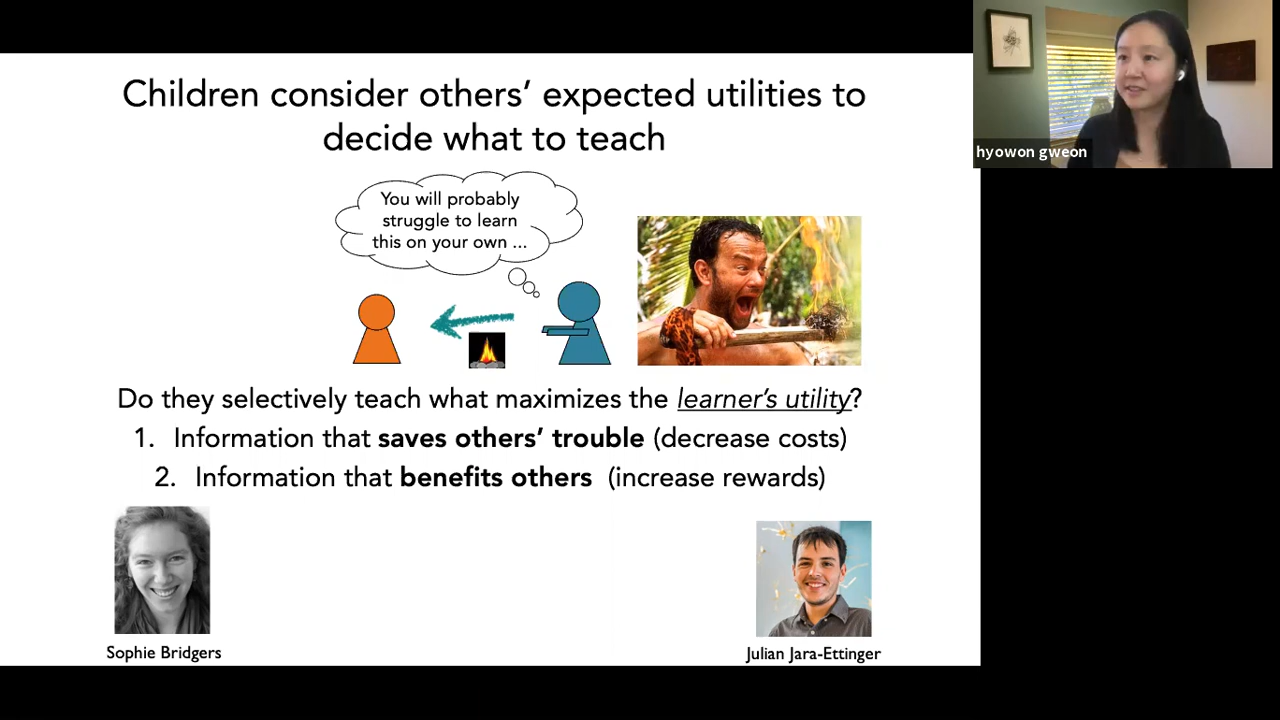 Children consider others' expected utilities to
decide what to teach
hyowon gweon
You will probably
struggle to learn
this on your own ...
Do they selectively teach what maximizes the learner's utility?
1. Information that saves others' trouble (decrease costs)
2. Information that benefits others (increase rewards)
Sophie Bridgers
Julian Jara-Ettinger